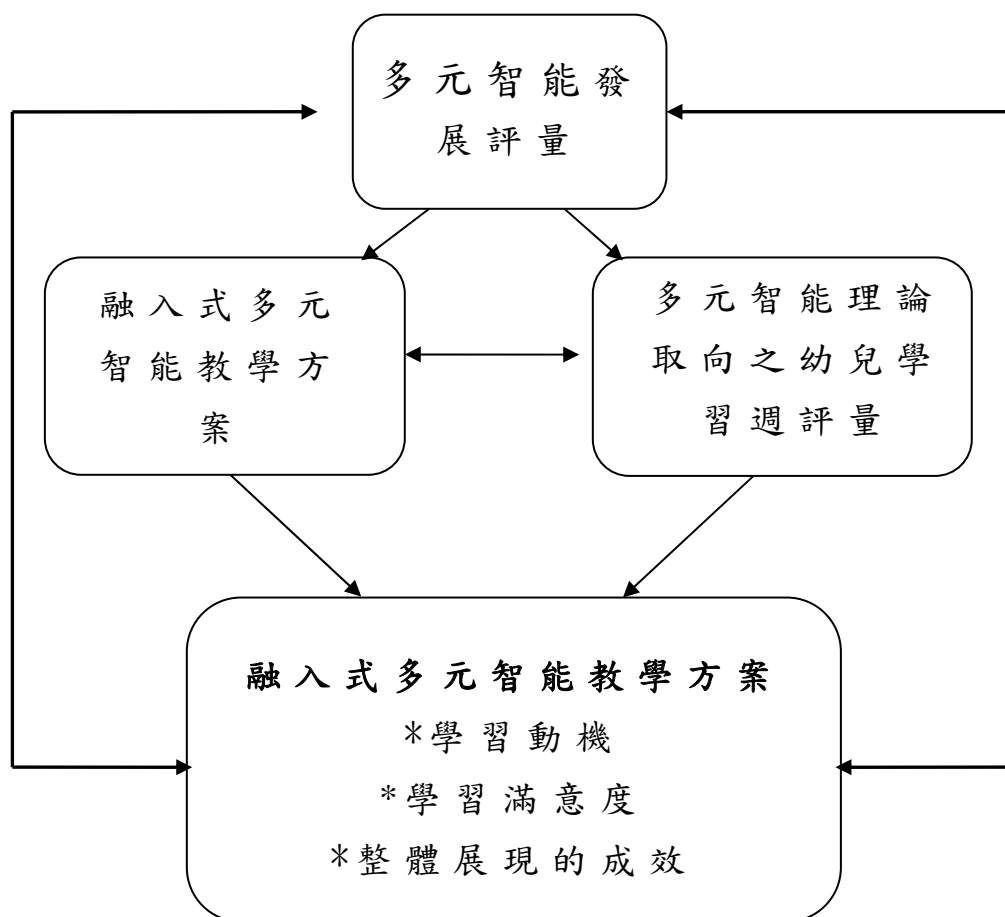 多元智能發
展評量
融入式多元
智能教學方
案
多元智能理論
取向之幼兒學
習週評量
融入式多元智能教學方案
*學習動機
*學習滿意度
*整體展現的成效